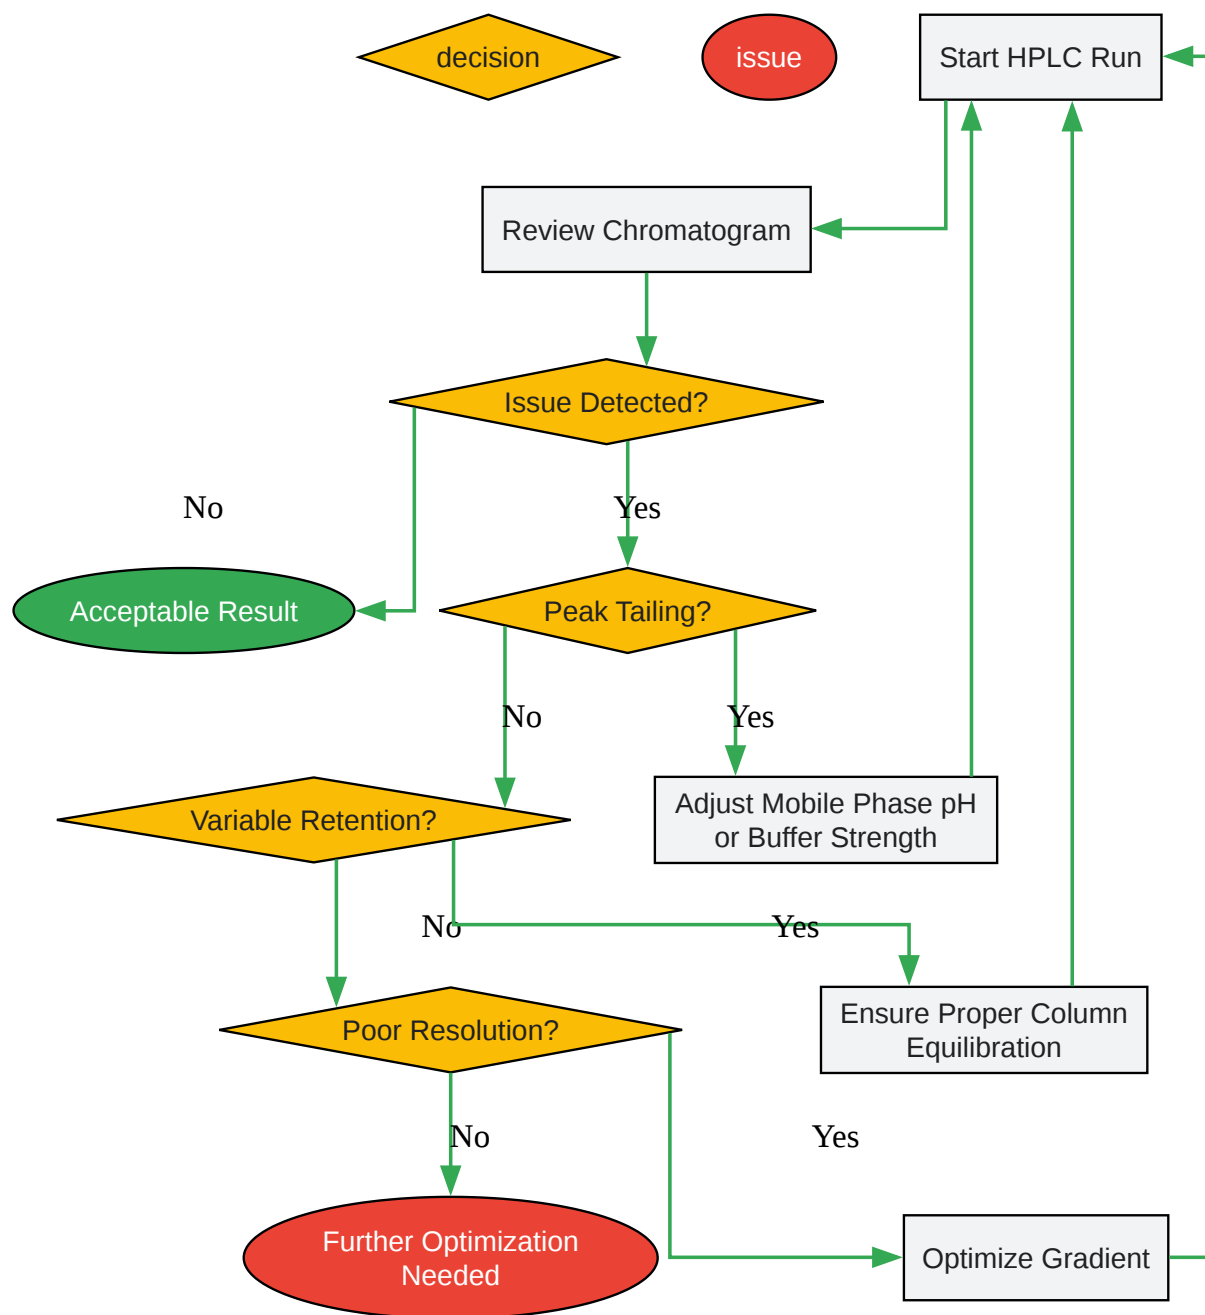 decision
issue
Start HPLC Run
Review Chromatogram
Issue Detected?
No
Yes
Acceptable Result
Peak Tailing?
No
Yes
Variable Retention?
Adjust Mobile Phase pH
or Buffer Strength
No
Yes
Poor Resolution?
Ensure Proper Column
Equilibration
No
Yes
Further Optimization
Needed
Optimize Gradient